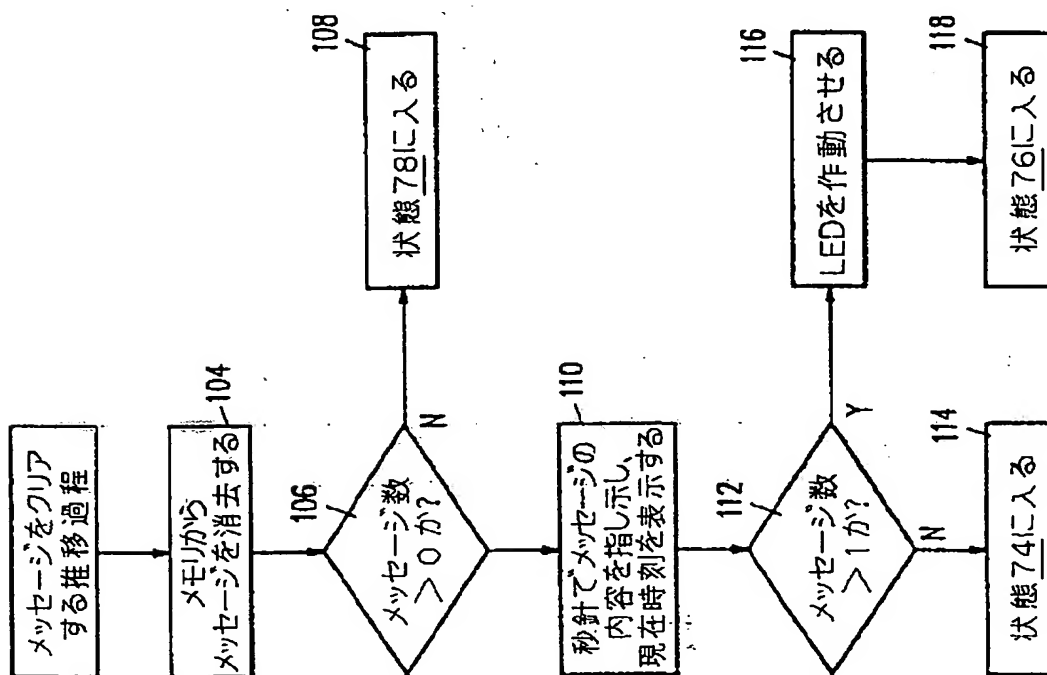 メッセージをクリア
する推移過程
104
メモリから
メッセージを消去する
106
メッセージ数
>0か?
N
108
状態78に入る
110
秒針でメッセージの
内容を指し示し、
現在時刻を表示する
112
メッセージ数
>1か?
Y
N
116
LEDを作動させる
114
状態74に入る
118
状態76に入る